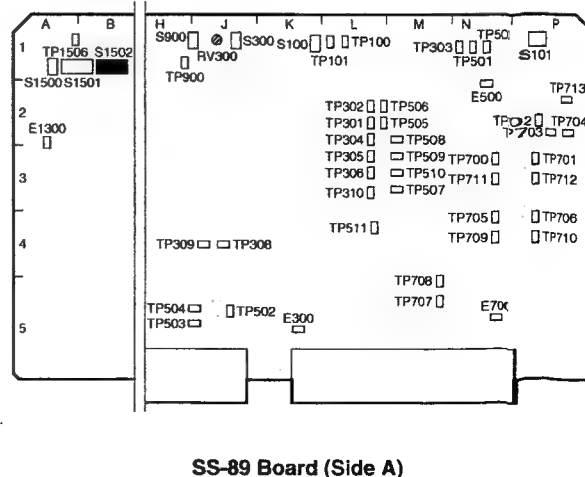 A B H J K L M N P
1 TP1506 S1502 S900 RV300 S300 S100 TP100 TP303 TP501 S101
S1500 S1501 TP900 TP101
E500 TP713
2 TP302 TP506
E1300 TP301 TP505 TP704
TP304 TP508 TP703
TP305 TP509 TP700 TP701
3 TP306 TP510 TP711 TP712
TP310 TP507
TP705 TP706
TP511 TP709 TP710
4 TP309 TP308
TP708
TP504 TP502 TP707
5 TP503 E300
SS-89 Board (Side A)